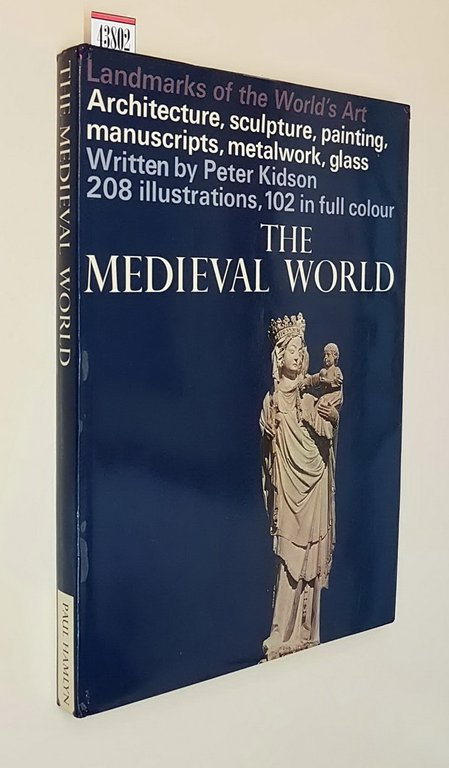 43802
Landmarks of the World's Art
Architecture, sculpture, painting,
manuscripts, metalwork, glass
Written by Peter Kidson
208 illustrations, 102 in full colour
THE
MEDIEVAL WORLD
THE MEDIEVAL WORLD
PAUL HAMLYN